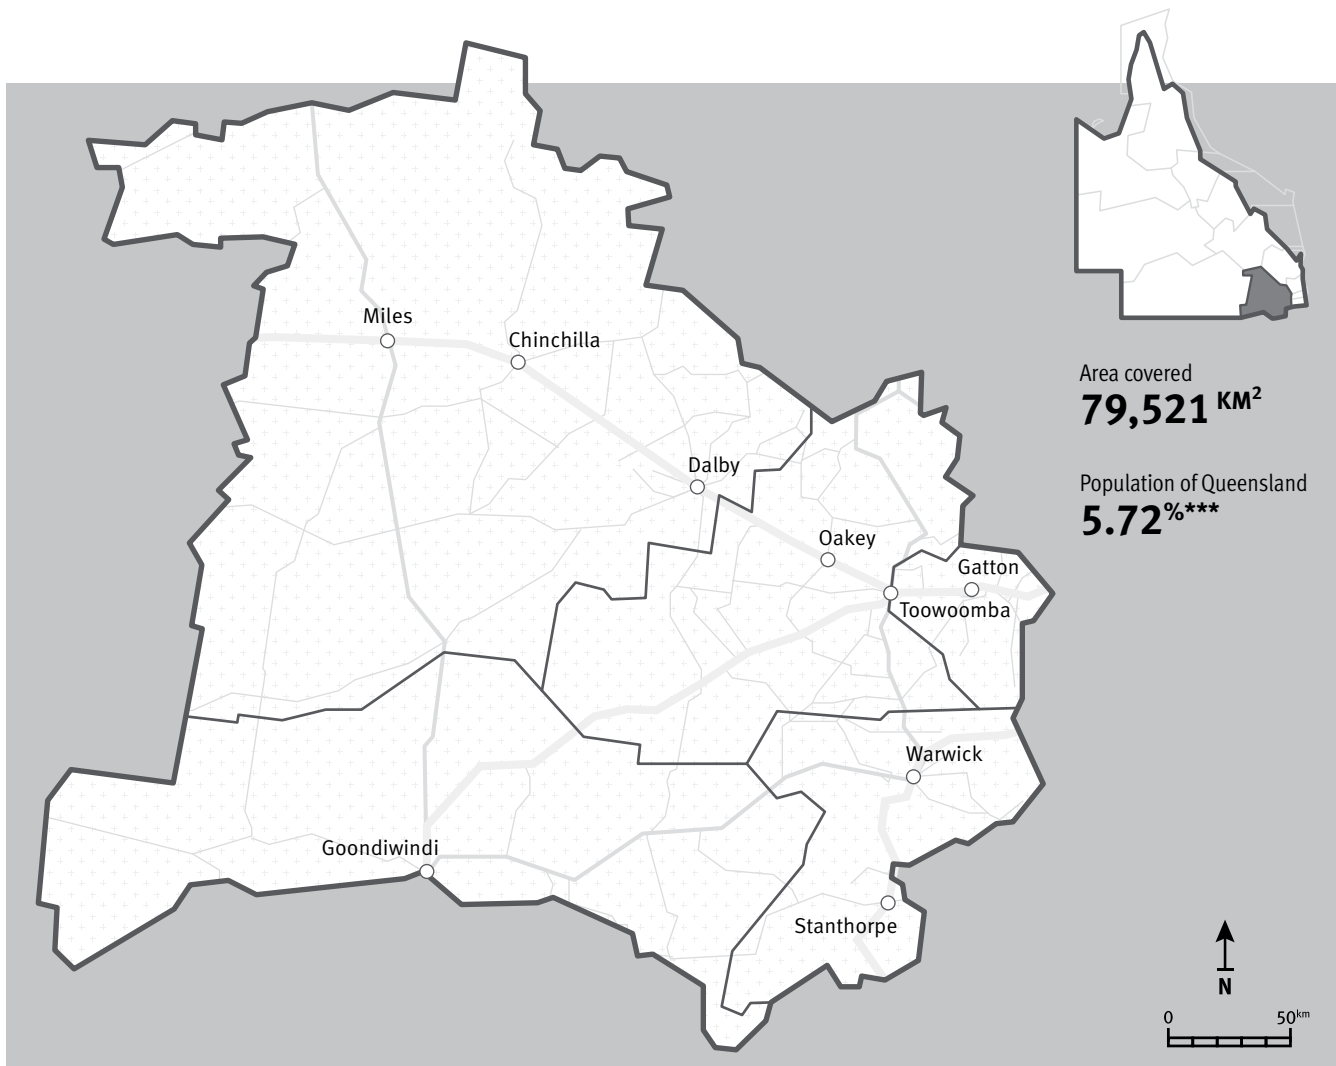 Miles
Chinchilla
Area covered
79,521 KM²
Dalby
Population of Queensland
5.72%***
Oakey
Gatton
Toowoomba
Warwick
Goondiwindi
Stanthorpe
N
0 50km